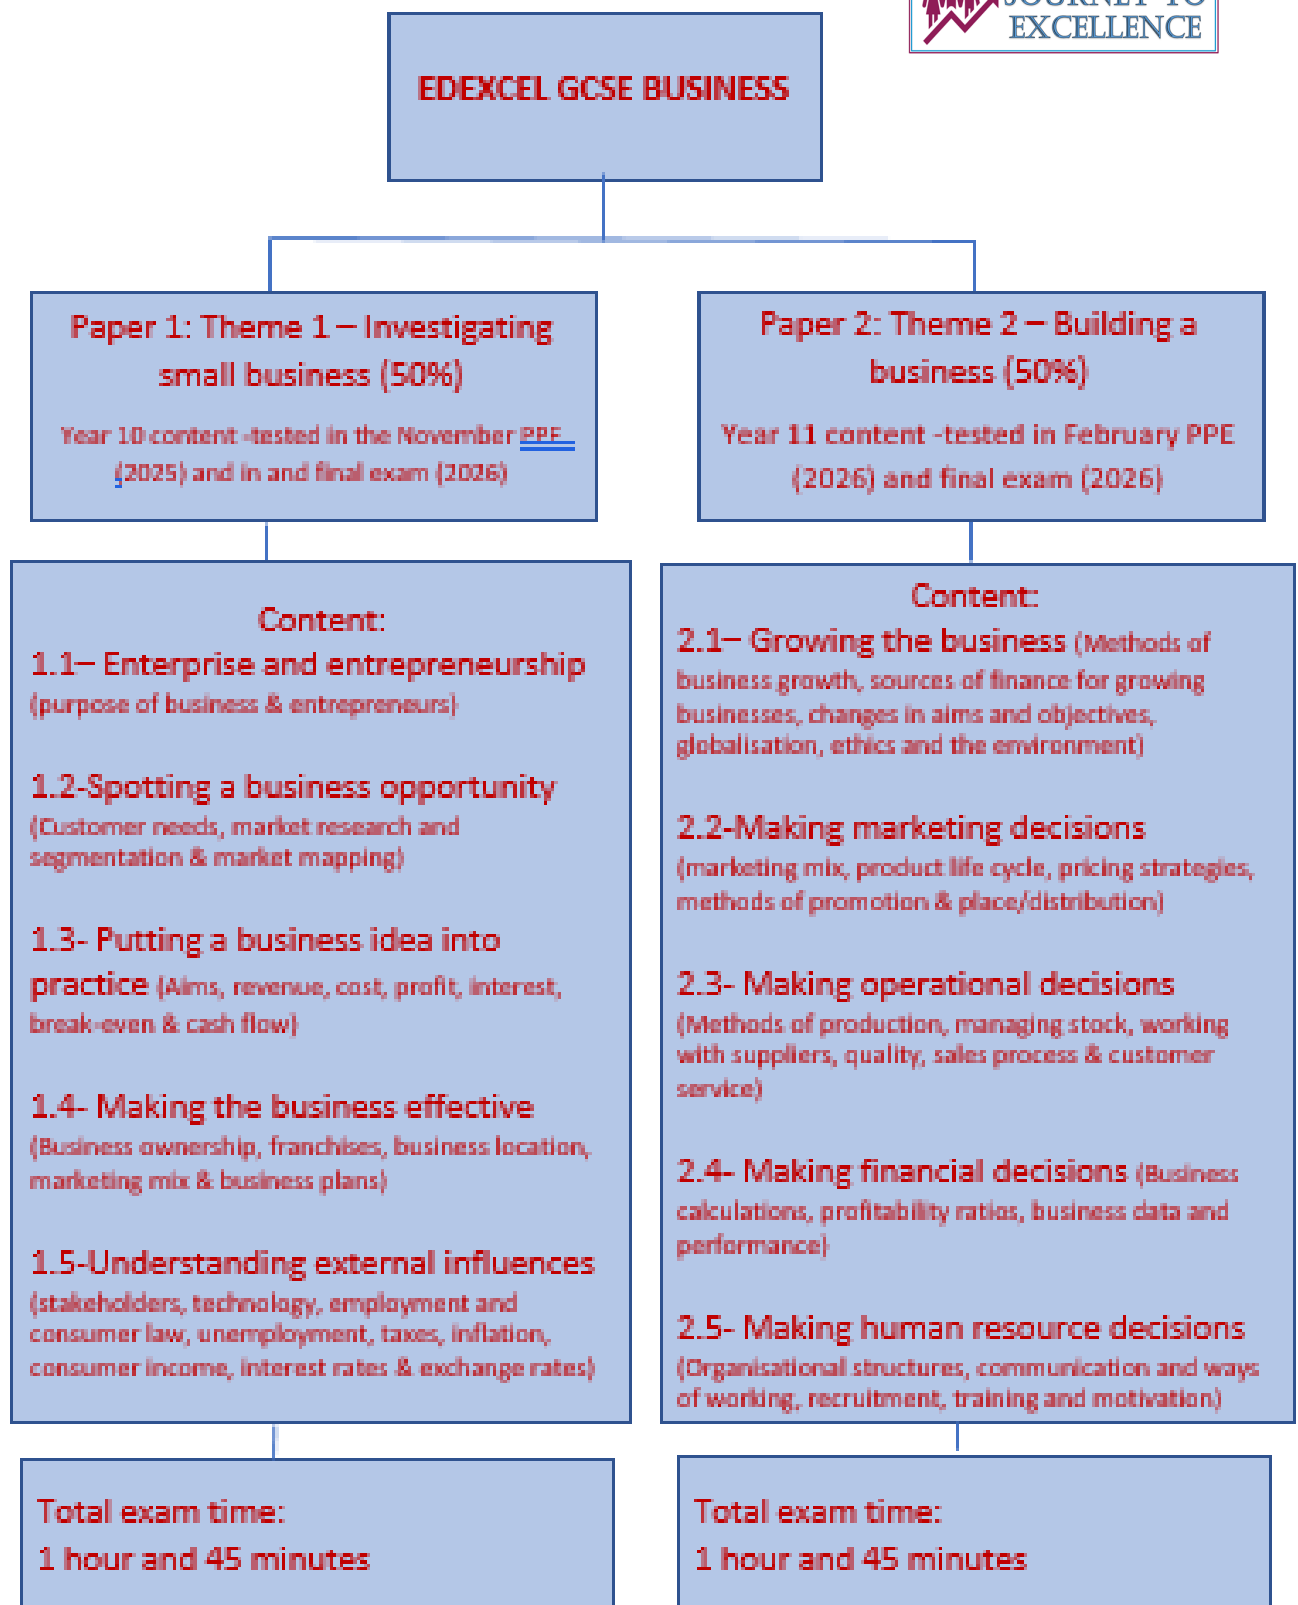 JOURNEY TO
EXCELLENCE
EDEXCEL GCSE BUSINESS
Paper 1: Theme 1 – Investigating
small business (50%)
Year 10 content -tested in the November PPE
(2025) and in and final exam (2026)
Paper 2: Theme 2 – Building a
business (50%)
Year 11 content -tested in February PPE
(2026) and final exam (2026)
Content:
1.1– Enterprise and entrepreneurship
(purpose of business & entrepreneurs)
1.2-Spotting a business opportunity
(Customer needs, market research and
segmentation & market mapping)
1.3- Putting a business idea into
practice (Aims, revenue, cost, profit, interest,
break-even & cash flow)
1.4- Making the business effective
(Business ownership, franchises, business location,
marketing mix & business plans)
1.5-Understanding external influences
(stakeholders, technology, employment and
consumer law, unemployment, taxes, inflation,
consumer income, interest rates & exchange rates)
Content:
2.1– Growing the business (Methods of
business growth, sources of finance for growing
businesses, changes in aims and objectives,
globalisation, ethics and the environment)
2.2-Making marketing decisions
(marketing mix, product life cycle, pricing strategies,
methods of promotion & place/distribution)
2.3- Making operational decisions
(Methods of production, managing stock, working
with suppliers, quality, sales process & customer
service)
2.4- Making financial decisions (Business
calculations, profitability ratios, business data and
performance)
2.5- Making human resource decisions
(Organisational structures, communication and ways
of working, recruitment, training and motivation)
Total exam time:
1 hour and 45 minutes
Total exam time:
1 hour and 45 minutes